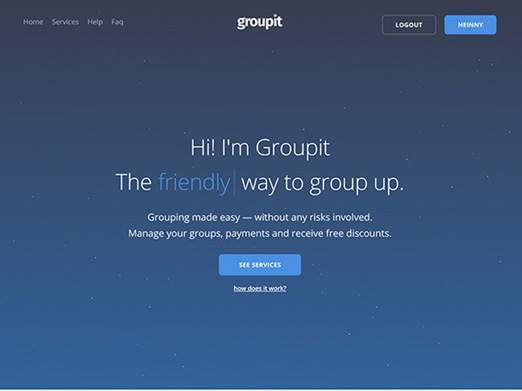 Home Services Help Faq
groupit
LOGOUT
HEINNY
Hi! I'm Groupit
The friendly way to group up.
Grouping made easy — without any risks involved.
Manage your groups, payments and receive free discounts.
SEE SERVICES
how does it work?